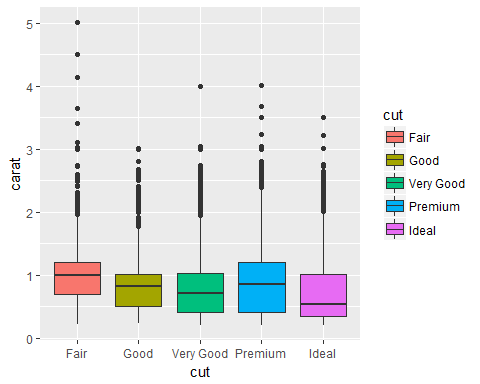 5
4
3
2
1
0
carat
Fair Good Very Good Premium Ideal
cut
cut
Fair
Good
Very Good
Premium
Ideal